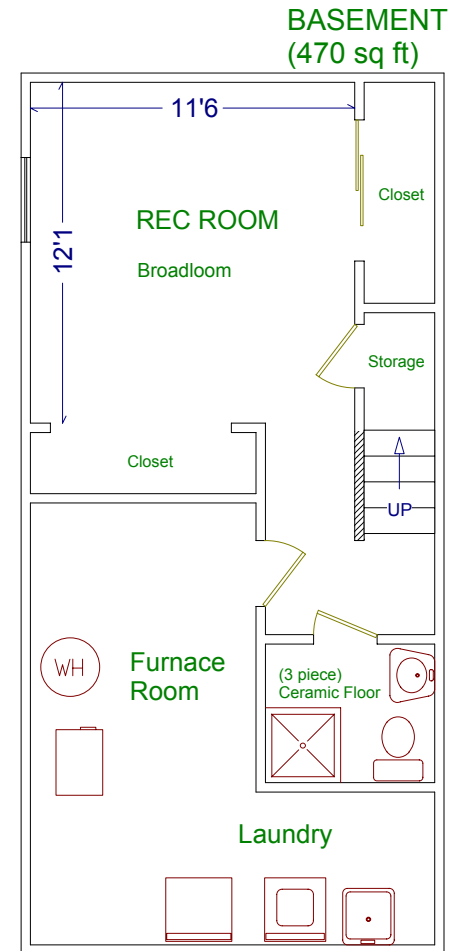 BASEMENT
(470 sq ft)
11'6
Closet
REC ROOM
12'1
Broadloom
Storage
Closet
UP
WH
Furnace
Room
(3 piece)
Ceramic Floor
Laundry